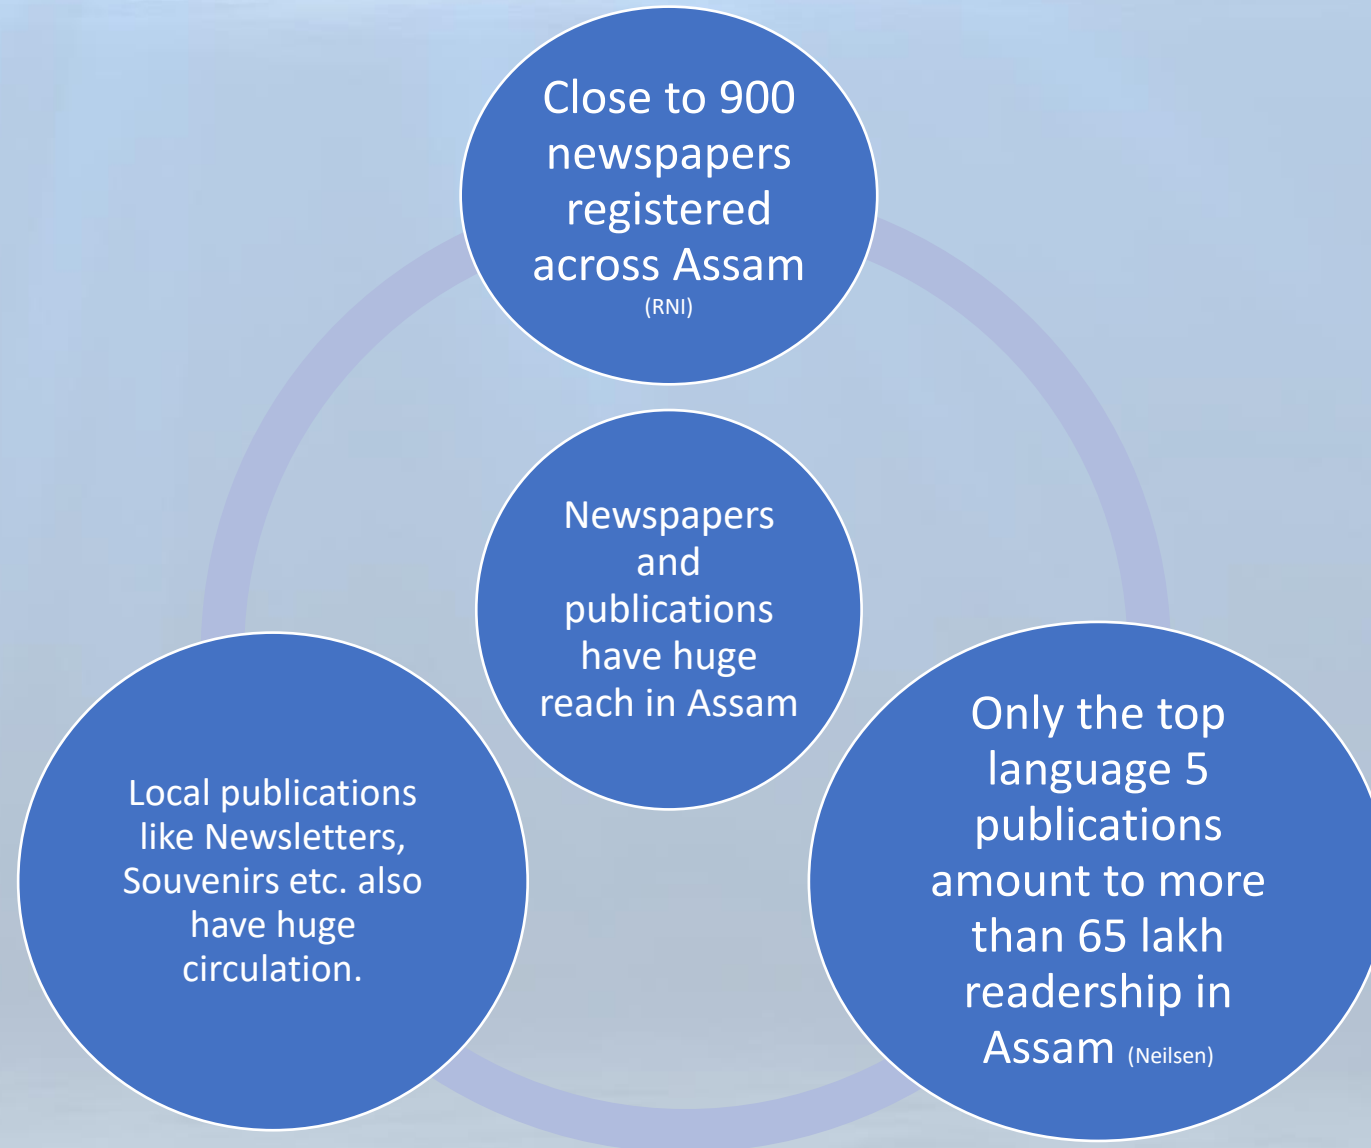 Close to 900
newspapers
registered
across Assam
(RNI)
Newspapers
and
publications
have huge
reach in Assam
Local publications
like Newsletters,
Souvenirs etc. also
have huge
circulation.
Only the top
language 5
publications
amount to more
than 65 lakh
readership in
Assam (Neilsen)